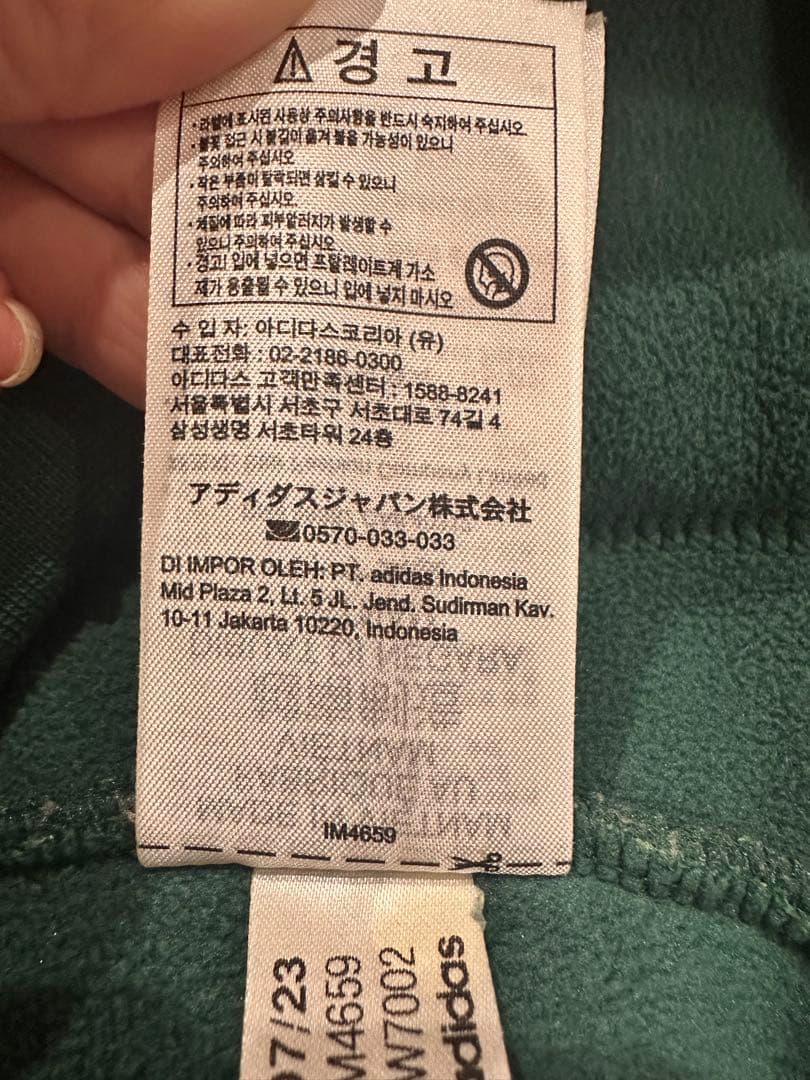 경고
· 라벨에 표시된 사용상 주의사항을 반드시 숙지하여 주십시오
· 불꽃 접근 시 불길이 옮겨 붙을 가능성이 있으니
주의하여 주십시오
· 작은 부품이 탈락되면 삼킬 수 있으니
주의하여 주십시오.
· 체질에 따라 피부알러지가 발생할 수
있으니 주의하여 주십시오
· 경고! 입에 넣으면 프탈레이트계 가소
제가 용출될 수 있으니 입에 넣지 마시오
수 입 자: 아디다스코리아 (유)
대표전화 : 02-2186-0300
아디다스 고객만족센터 : 1588-8241
서울특별시 서초구 서초대로 74길 4
삼성생명 서초타워 24층
アディダスジャパン株式会社
0570-033-033
DI IMPOR OLEH: PT. adidas Indonesia
Mid Plaza 2, Lt. 5 JL. Jend. Sudirman Kav.
10-11 Jakarta 10220, Indonesia
IM4659
07/23
IM4659
W7002
adidas